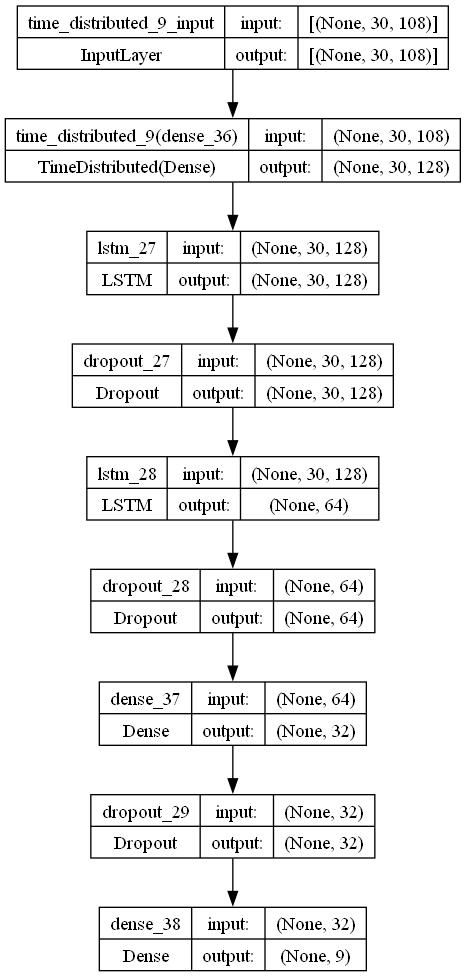 time_distributed_9_input input: [(None, 30, 108)]
InputLayer output: [(None, 30, 108)]
time_distributed_9(dense_36) input: (None, 30, 108)
TimeDistributed(Dense) output: (None, 30, 128)
lstm_27 input: (None, 30, 128)
LSTM output: (None, 30, 128)
dropout_27 input: (None, 30, 128)
Dropout output: (None, 30, 128)
lstm_28 input: (None, 30, 128)
LSTM output: (None, 64)
dropout_28 input: (None, 64)
Dropout output: (None, 64)
dense_37 input: (None, 64)
Dense output: (None, 32)
dropout_29 input: (None, 32)
Dropout output: (None, 32)
dense_38 input: (None, 32)
Dense output: (None, 9)